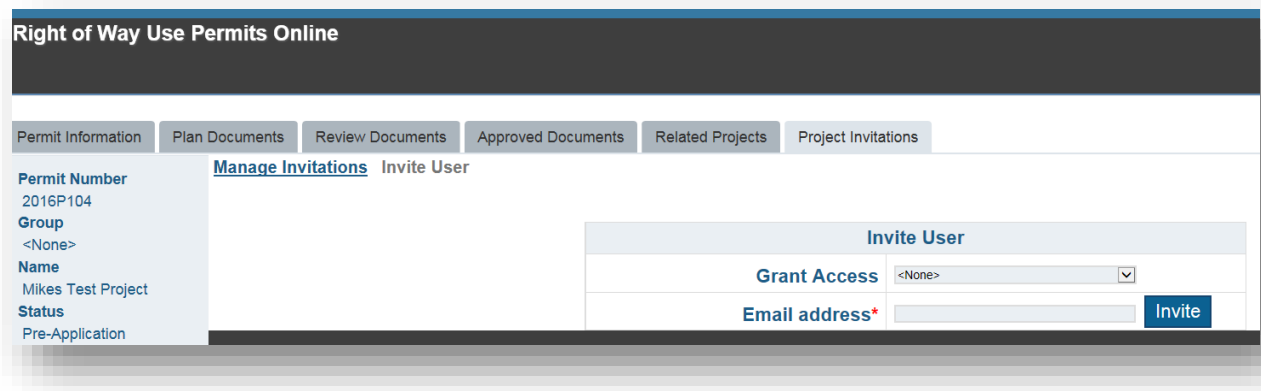 Right of Way Use Permits Online
Permit Information Plan Documents Review Documents Approved Documents Related Projects Project Invitations
Manage Invitations Invite User
Permit Number
2016P104
Group
<None>
Name
Mikes Test Project
Status
Pre-Application
Invite User
Grant Access <None>
Email address* Invite